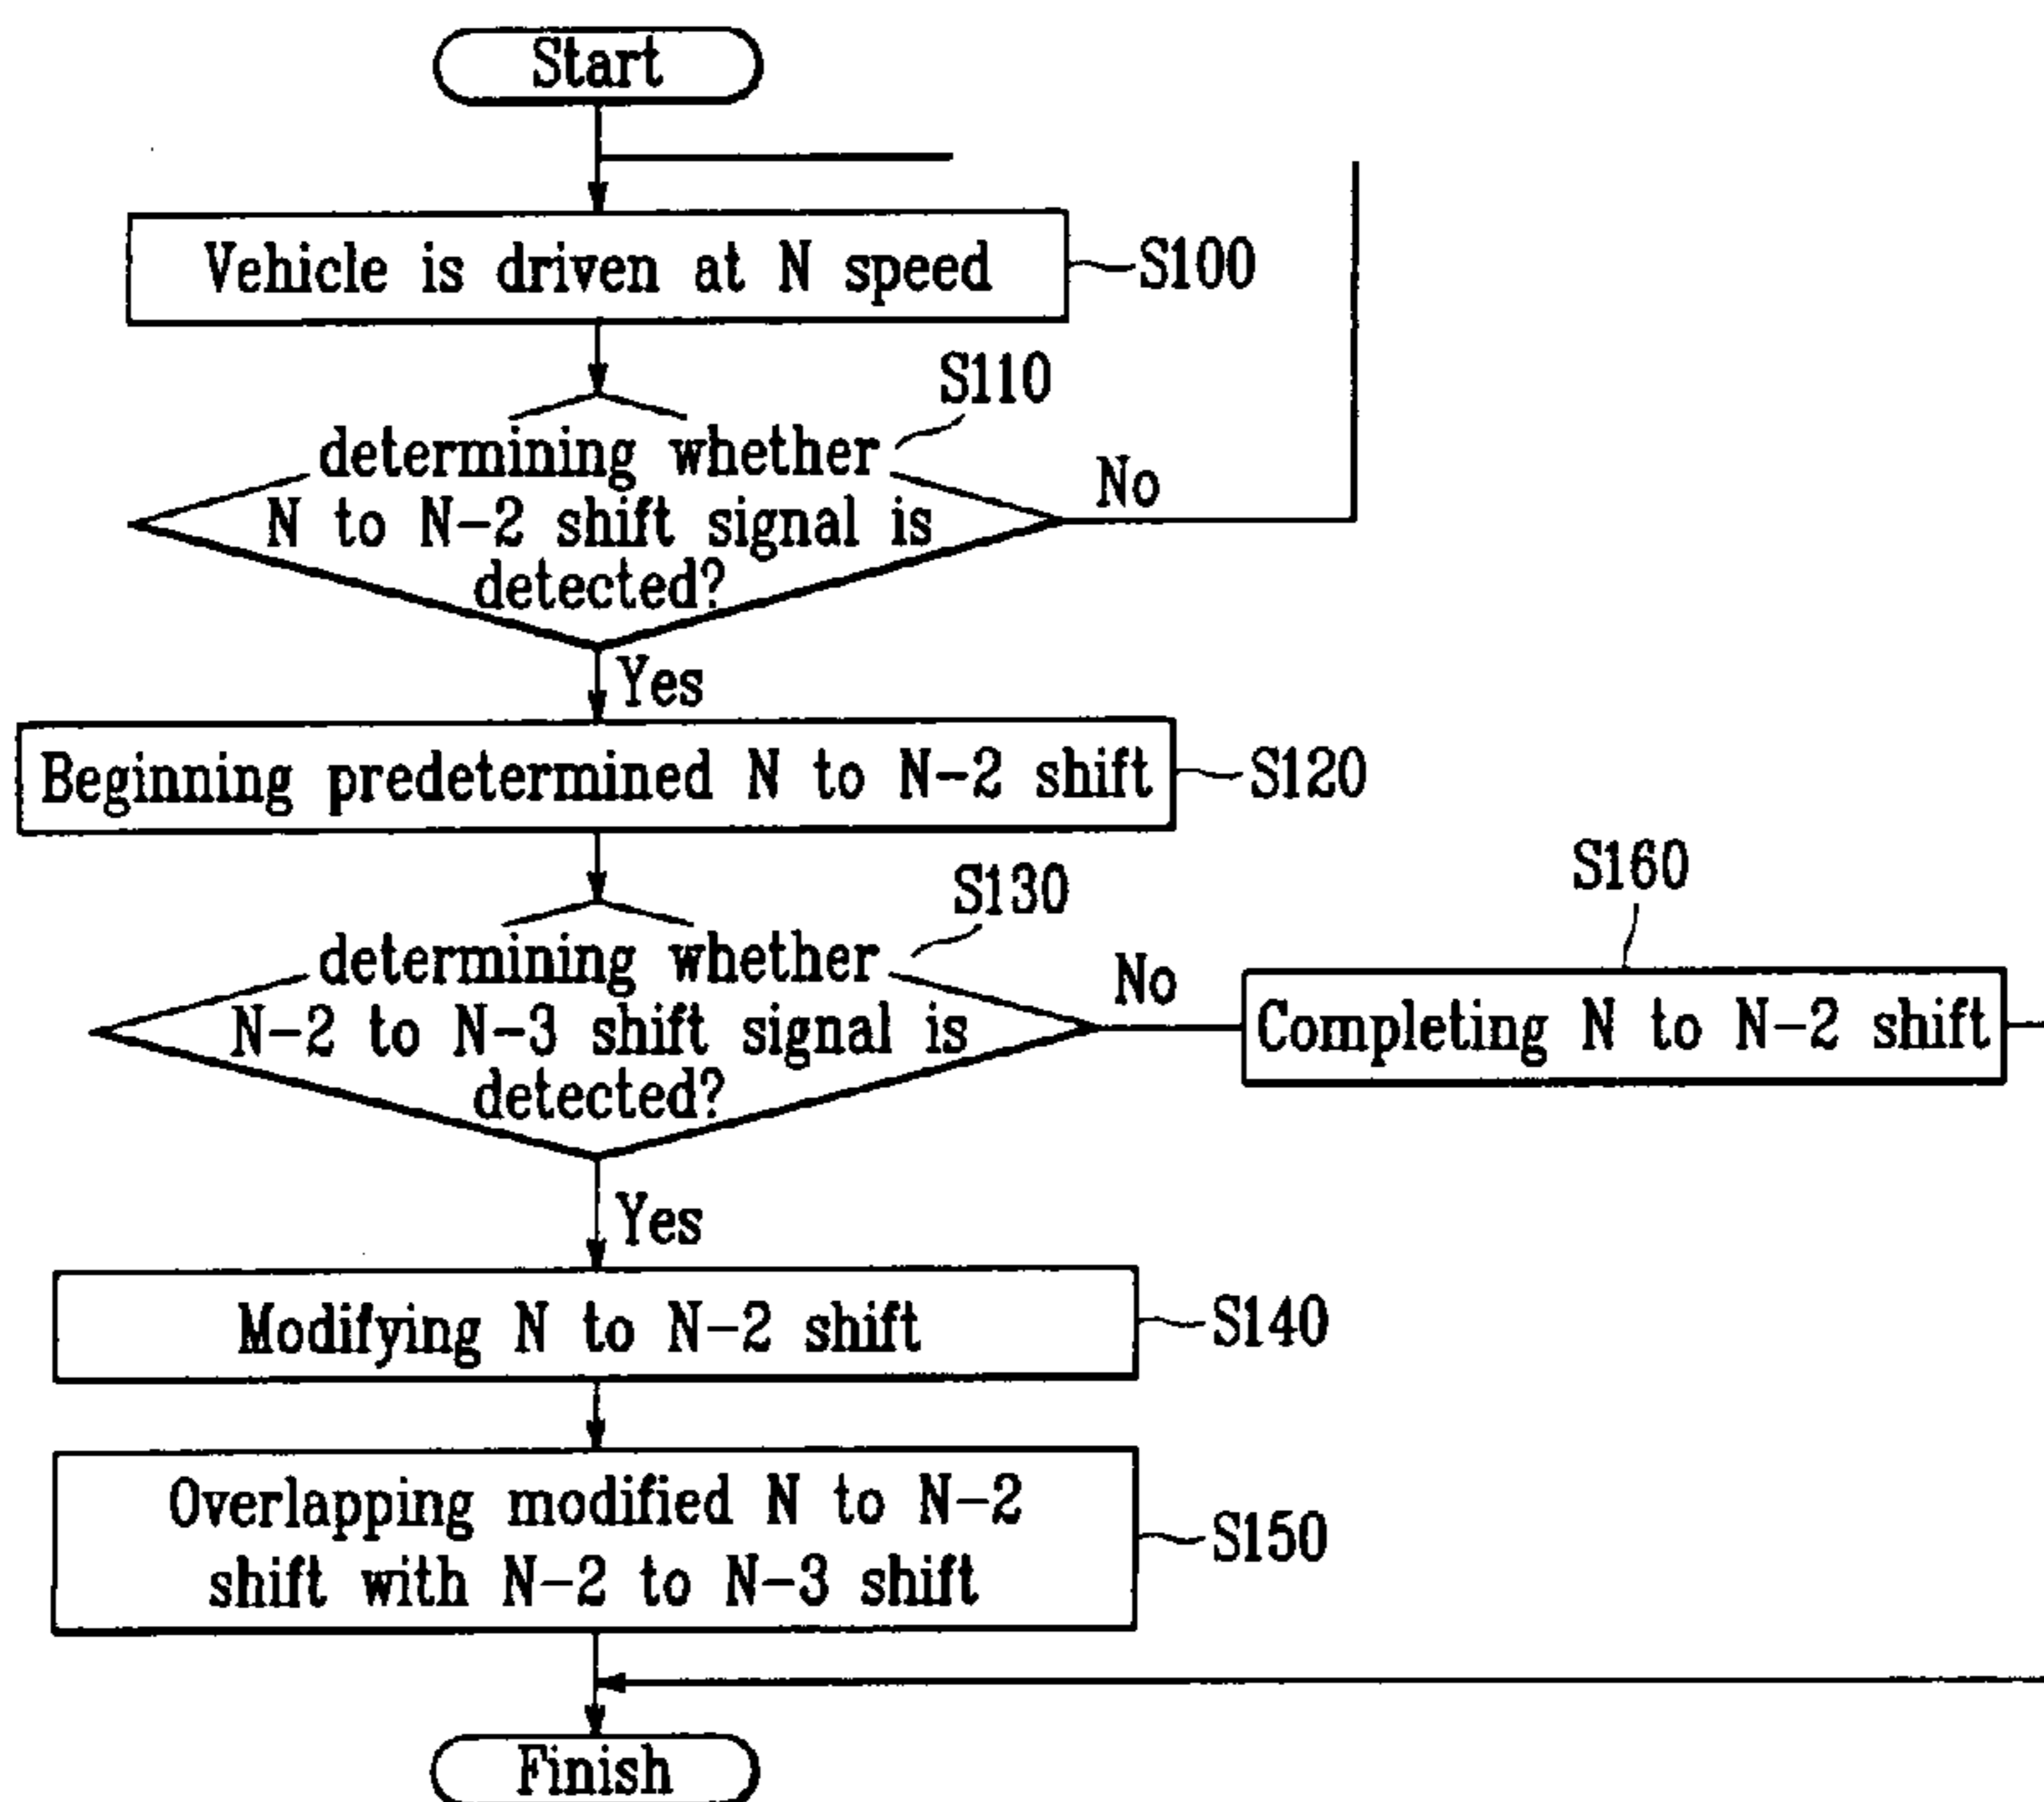 Start
Vehicle is driven at N speed
S100
S110
determining whether
N to N-2 shift signal is
detected?
No
Yes
Beginning predetermined N to N-2 shift
S120
S130
determining whether
N-2 to N-3 shift signal is
detected?
No
S160
Completing N to N-2 shift
Yes
Modifying N to N-2 shift
S140
Overlapping modified N to N-2
shift with N-2 to N-3 shift
S150
Finish